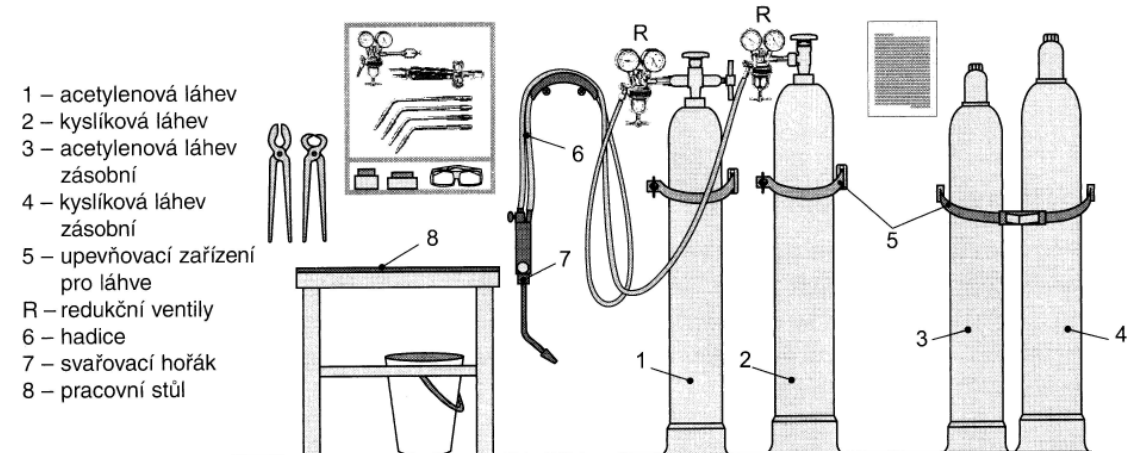 1 – acetylenová láhev
2 – kyslíková láhev
3 – acetylenová láhev
zásobní
4 – kyslíková láhev
zásobní
5 – upevňovací zařízení
pro láhve
R – redukční ventily
6 – hadice
7 – svařovací hořák
8 – pracovní stůl
R
R
6
5
8
7
1
2
3
4